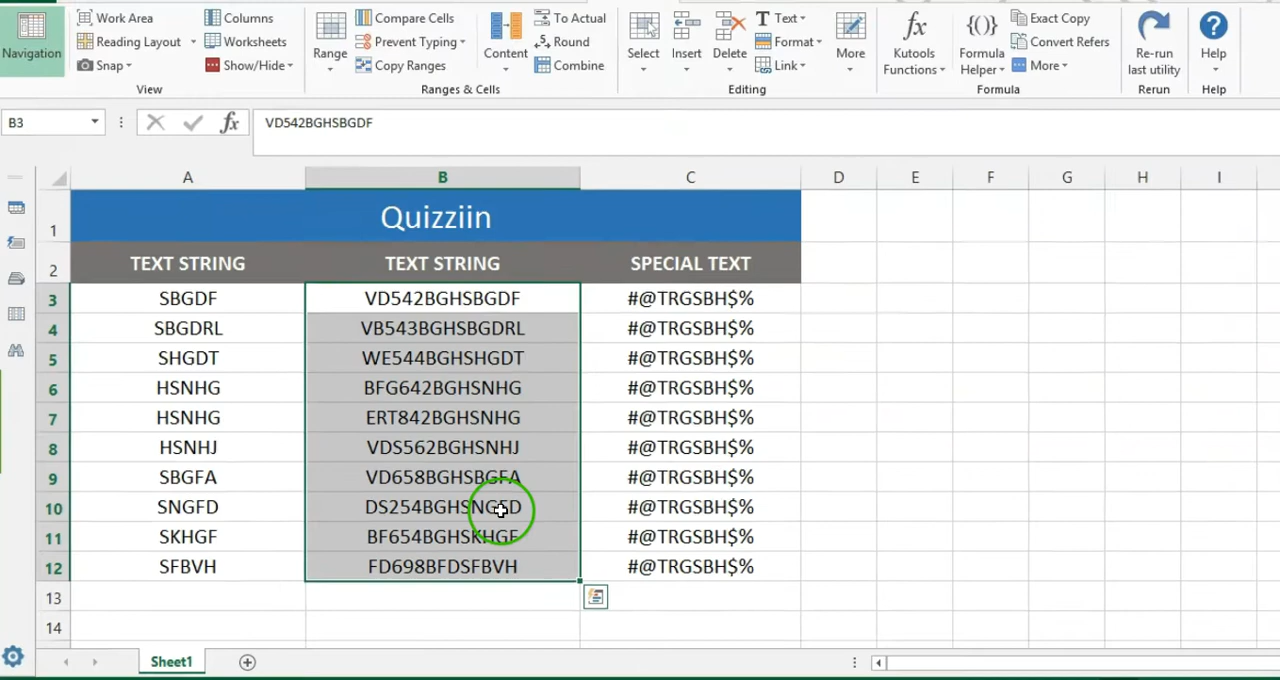 Navigation
Work Area
Reading Layout
Snap
Columns
Worksheets
Show/Hide
View
Range
Compare Cells
Prevent Typing
Copy Ranges
Content
To Actual
Round
Combine
Ranges & Cells
Select
Insert
Delete
Text
Format
Link
More
Editing
Kutools
Functions
Formula
Helper
Exact Copy
Convert Refers
More
Formula
Re-run
last utility
Rerun
Help
Help
B3 fx VD542BGHSBGDF
A B C D E F G H I
1 Quizziin
2 TEXT STRING TEXT STRING SPECIAL TEXT
3 SBGDF VD542BGHSBGDF #@TRGSBH$%
4 SBGDRL VB543BGHSBGDRL #@TRGSBH$%
5 SHGDT WE544BGHSHGDT #@TRGSBH$%
6 HSNHG BFG642BGHSNHG #@TRGSBH$%
7 HSNHG ERT842BGHSNHG #@TRGSBH$%
8 HSNHJ VDS562BGHSNHJ #@TRGSBH$%
9 SBGFA VD658BGHSBGFA #@TRGSBH$%
10 SNGFD DS254BGHSNGFD #@TRGSBH$%
11 SKHGF BF654BGHSKHGF #@TRGSBH$%
12 SFBVH FD698BFDSFBVH #@TRGSBH$%
13
14
Sheet1